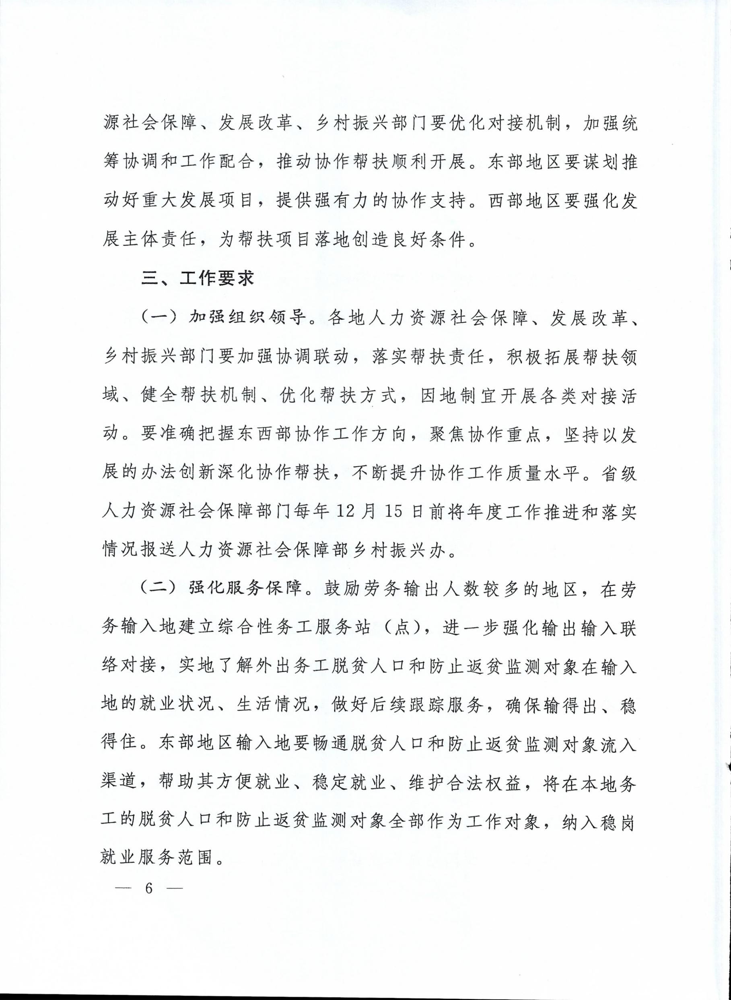 源社会保障、发展改革、乡村振兴部门要优化对接机制，加强统
筹协调和工作配合，推动协作帮扶顺利开展。东部地区要谋划推
动好重大发展项目，提供强有力的协作支持。西部地区要强化发
展主体责任，为帮扶项目落地创造良好条件。
三、工作要求
（一）加强组织领导。各地人力资源社会保障、发展改革、
乡村振兴部门要加强协调联动，落实帮扶责任，积极拓展帮扶领
域、健全帮扶机制、优化帮扶方式，因地制宜开展各类对接活
动。要准确把握东西部协作工作方向，聚焦协作重点，坚持以发
展的办法创新深化协作帮扶，不断提升协作工作质量水平。省级
人力资源社会保障部门每年 12 月 15 日前将年度工作推进和落实
情况报送人力资源社会保障部乡村振兴办。
（二）强化服务保障。鼓励劳务输出人数较多的地区，在劳
务输入地建立综合性务工服务站（点），进一步强化输出输入联
络对接，实地了解外出务工脱贫人口和防止返贫监测对象在输入
地的就业状况、生活情况，做好后续跟踪服务，确保输得出、稳
得住。东部地区输入地要畅通脱贫人口和防止返贫监测对象流入
渠道，帮助其方便就业、稳定就业、维护合法权益，将在本地务
工的脱贫人口和防止返贫监测对象全部作为工作对象，纳入稳岗
就业服务范围。
— 6 —